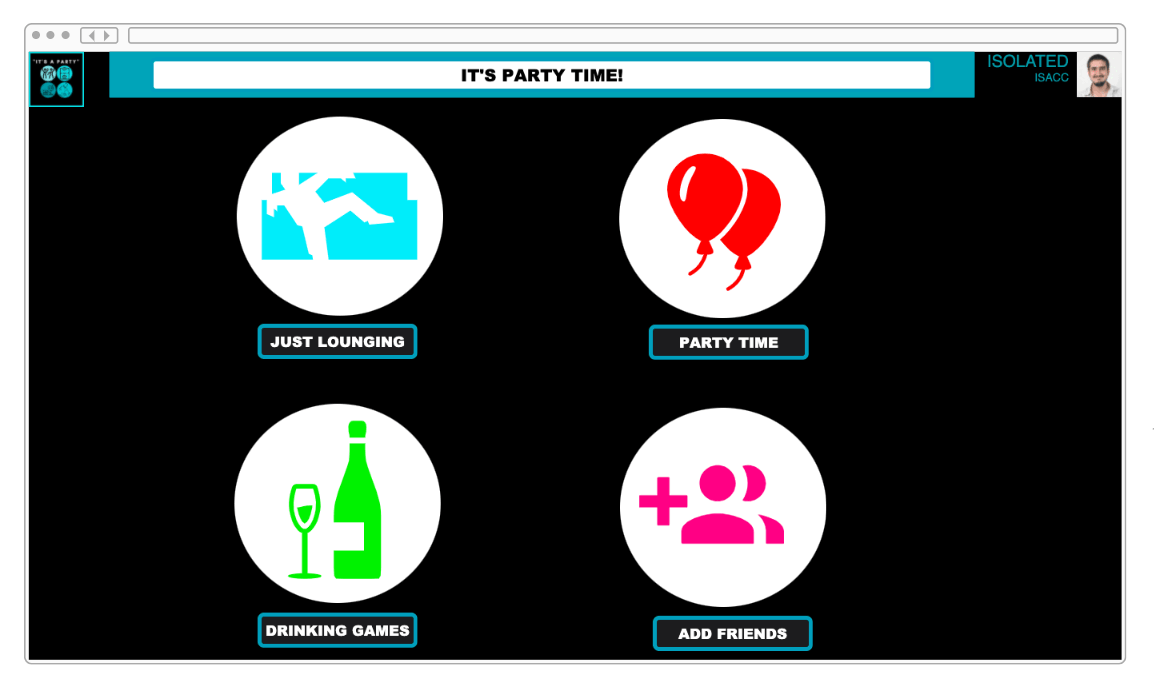 "IT'S A PARTY"
IT'S PARTY TIME!
ISOLATED
ISACC
JUST LOUNGING
PARTY TIME
DRINKING GAMES
ADD FRIENDS